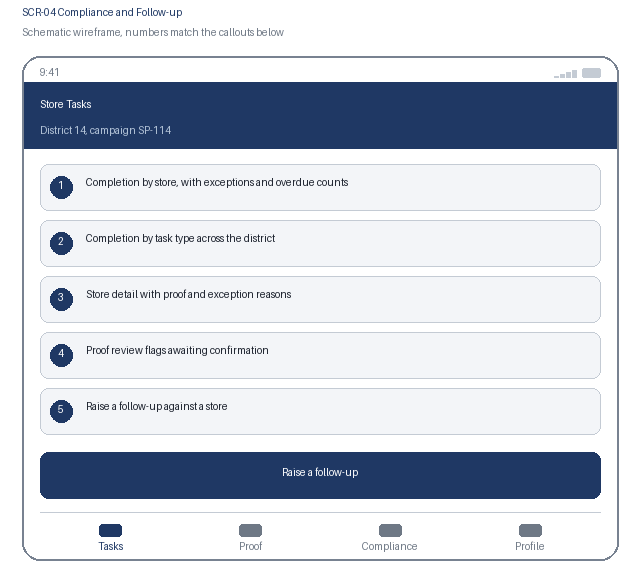 SCR-04 Compliance and Follow-up
Schematic wireframe, numbers match the callouts below
9:41
Store Tasks
District 14, campaign SP-114
1 Completion by store, with exceptions and overdue counts
2 Completion by task type across the district
3 Store detail with proof and exception reasons
4 Proof review flags awaiting confirmation
5 Raise a follow-up against a store
Raise a follow-up
Tasks Proof Compliance Profile